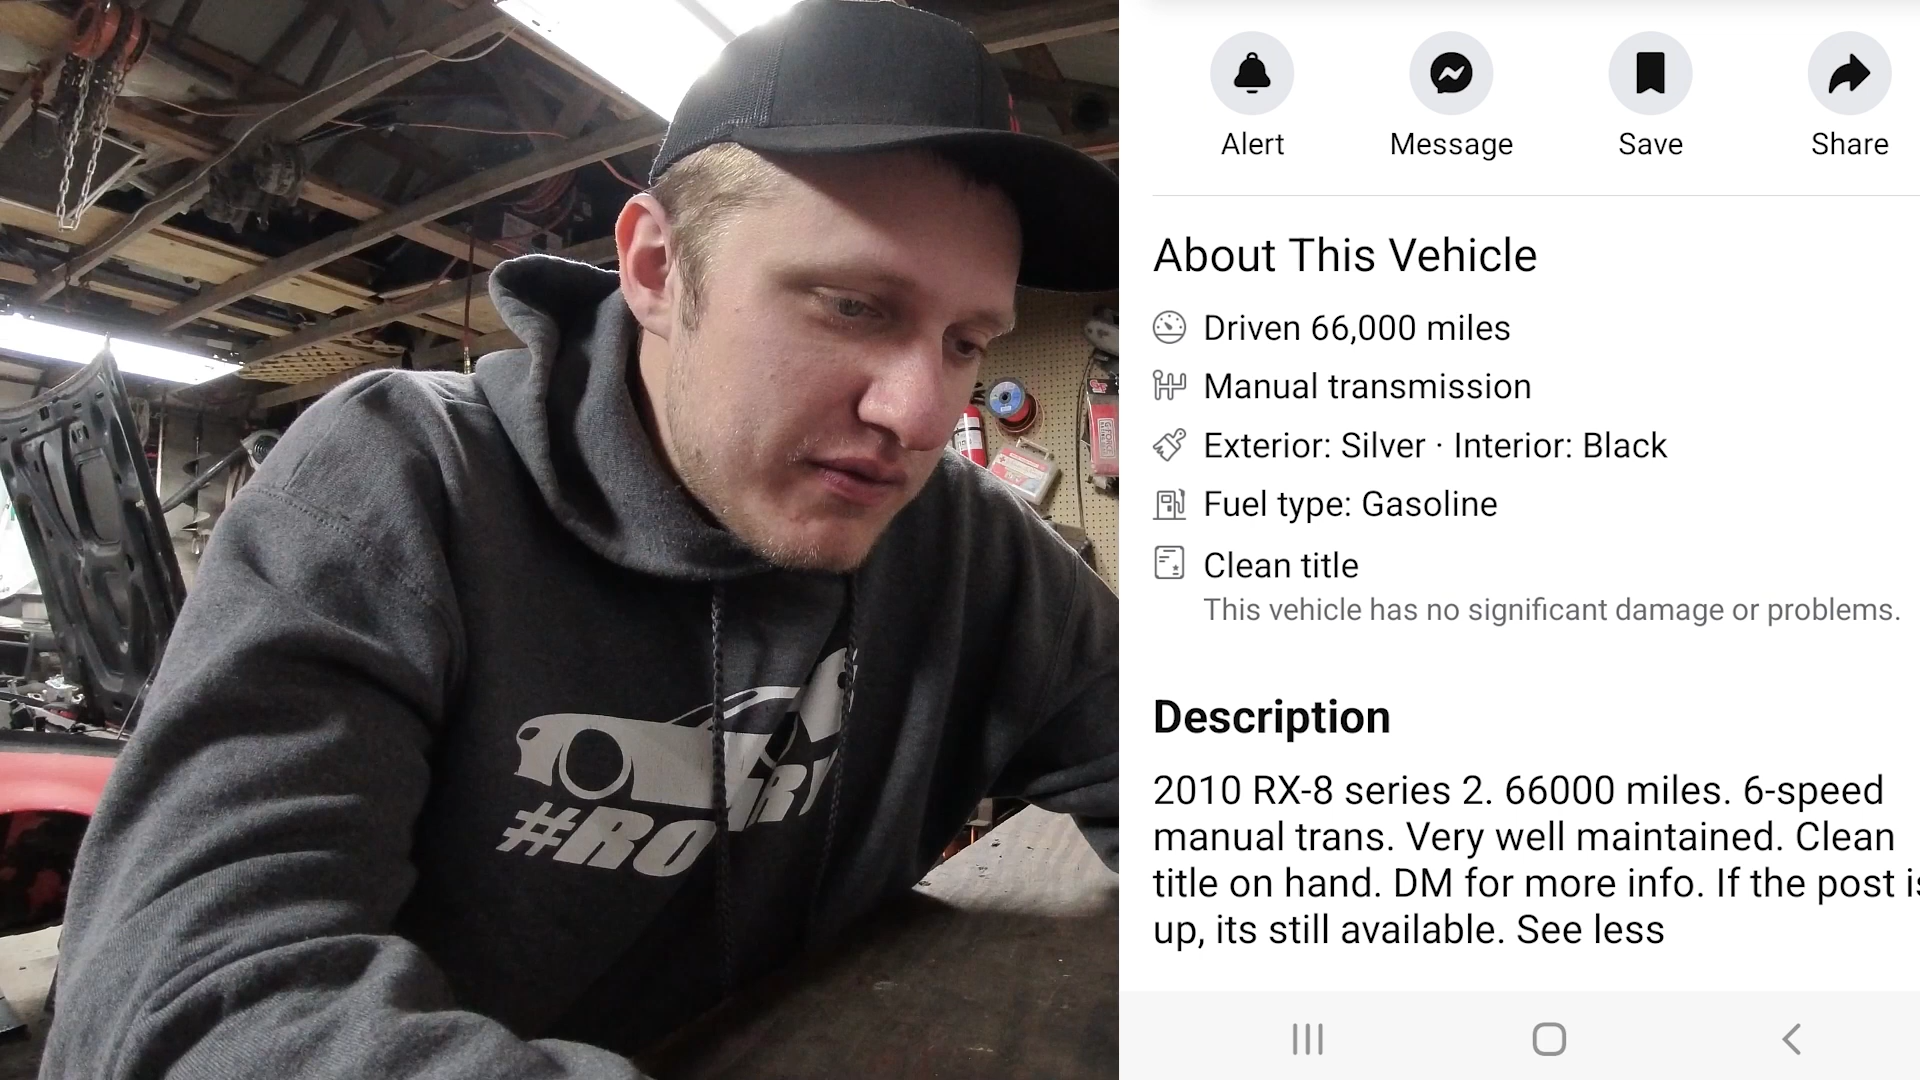 Alert
Message
Save
Share
About This Vehicle
Driven 66,000 miles
Manual transmission
Exterior: Silver · Interior: Black
Fuel type: Gasoline
Clean title
This vehicle has no significant damage or problems.
Description
2010 RX-8 series 2. 66000 miles. 6-speed
manual trans. Very well maintained. Clean
title on hand. DM for more info. If the post is
up, its still available. See less
#RO RY